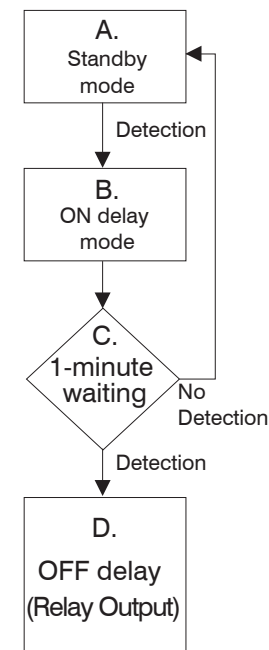 A.
Standby
mode
Detection
B.
ON delay
mode
C.
1-minute
waiting
No
Detection
Detection
D.
OFF delay
(Relay Output)